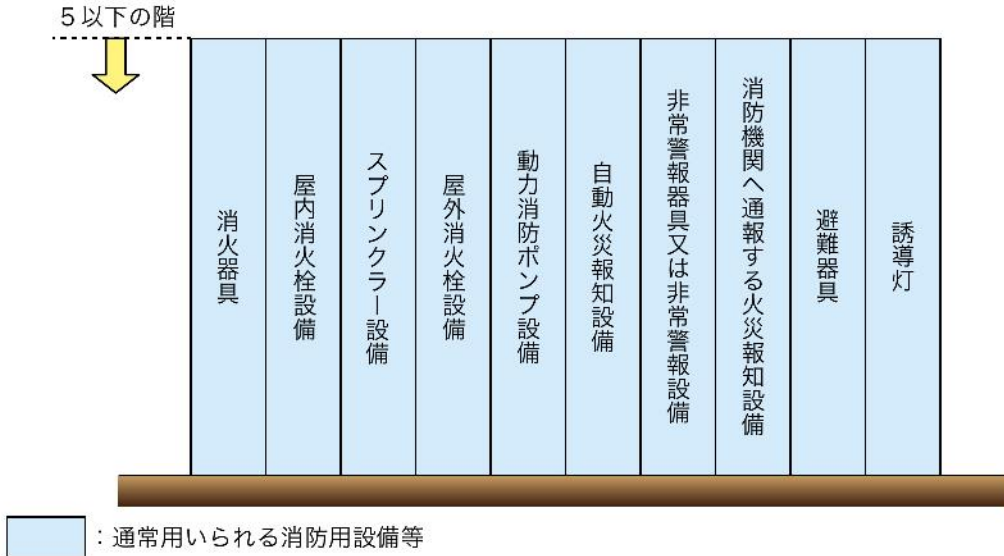 5以下の階
消火器具
屋内消火栓設備
スプリンクラー設備
屋外消火栓設備
動力消防ポンプ設備
自動火災報知設備
非常警報器具又は非常警報設備
消防機関へ通報する火災報知設備
避難器具
誘導灯
:通常用いられる消防用設備等